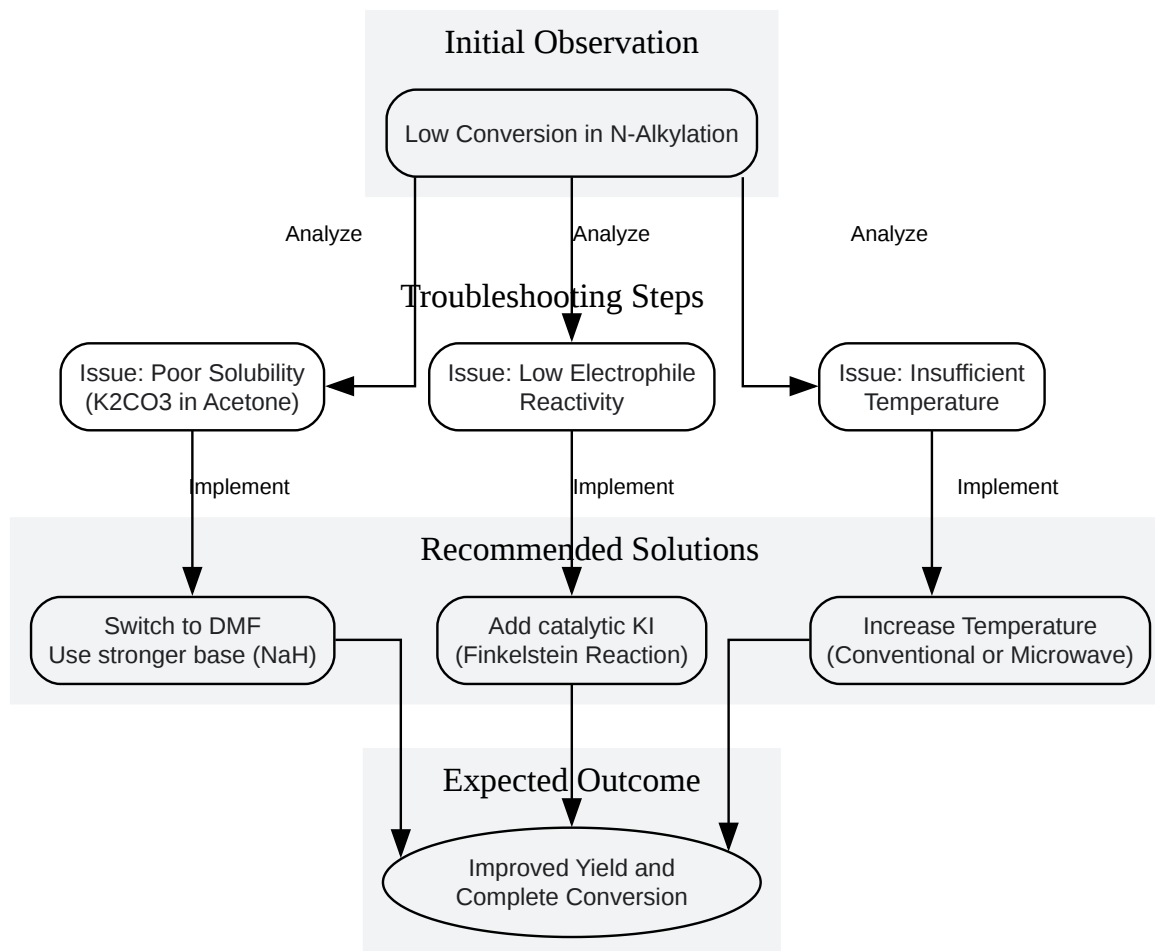 Initial Observation
Low Conversion in N-Alkylation
Analyze
Analyze
Analyze
Troubleshooting Steps
Issue: Poor Solubility
(K2CO3 in Acetone)
Issue: Low Electrophile
Reactivity
Issue: Insufficient
Temperature
Implement
Implement
Implement
Recommended Solutions
Switch to DMF
Use stronger base (NaH)
Add catalytic KI
(Finkelstein Reaction)
Increase Temperature
(Conventional or Microwave)
Expected Outcome
Improved Yield and
Complete Conversion